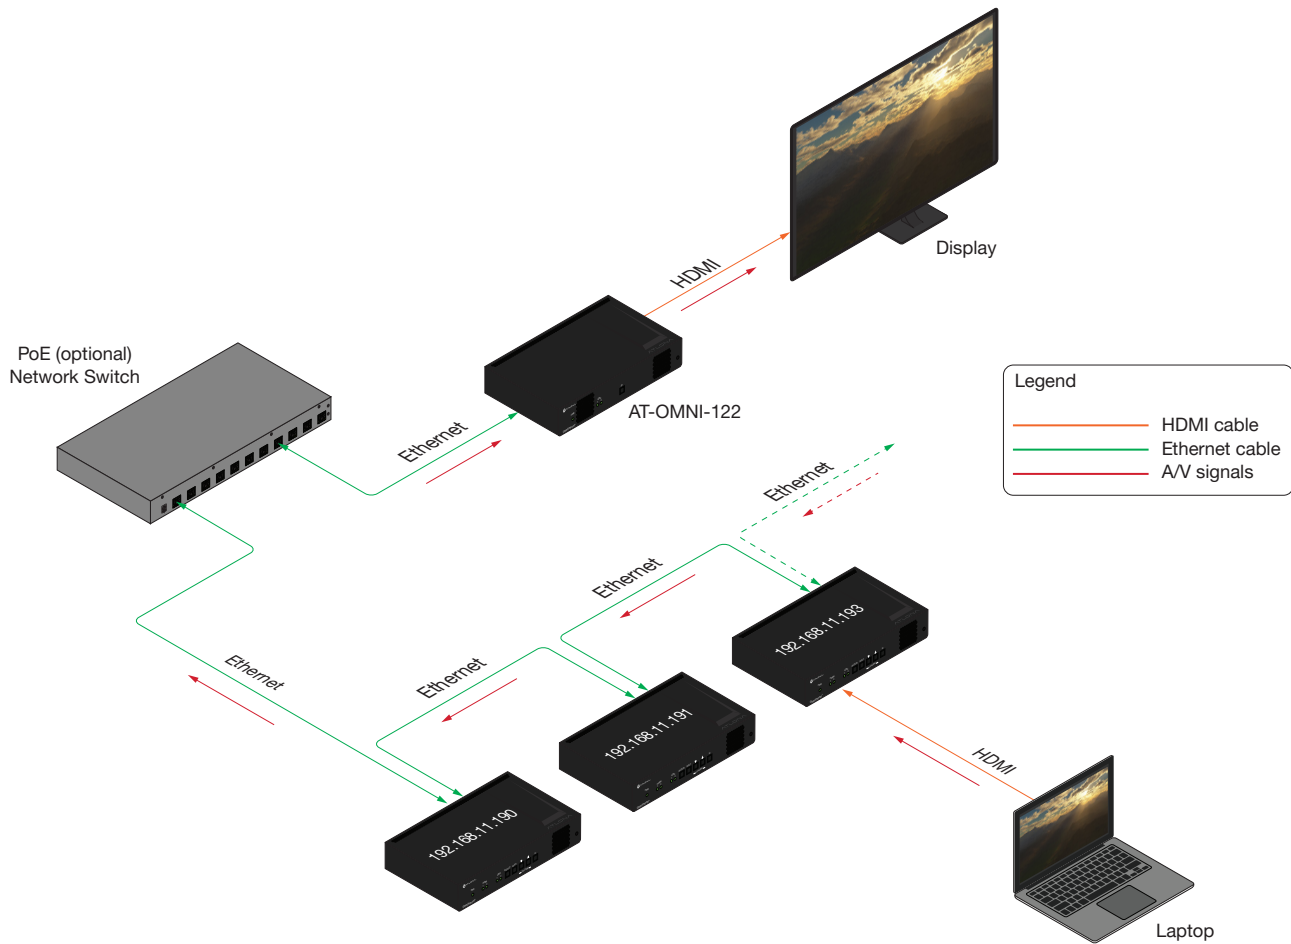 Display
HDMI
PoE (optional)
Network Switch
AT-OMNI-122
Ethernet
Legend
HDMI cable
Ethernet cable
A/V signals
Ethernet
Ethernet
192.168.11.193
Ethernet
Ethernet
192.168.11.191
HDMI
192.168.11.190
Laptop